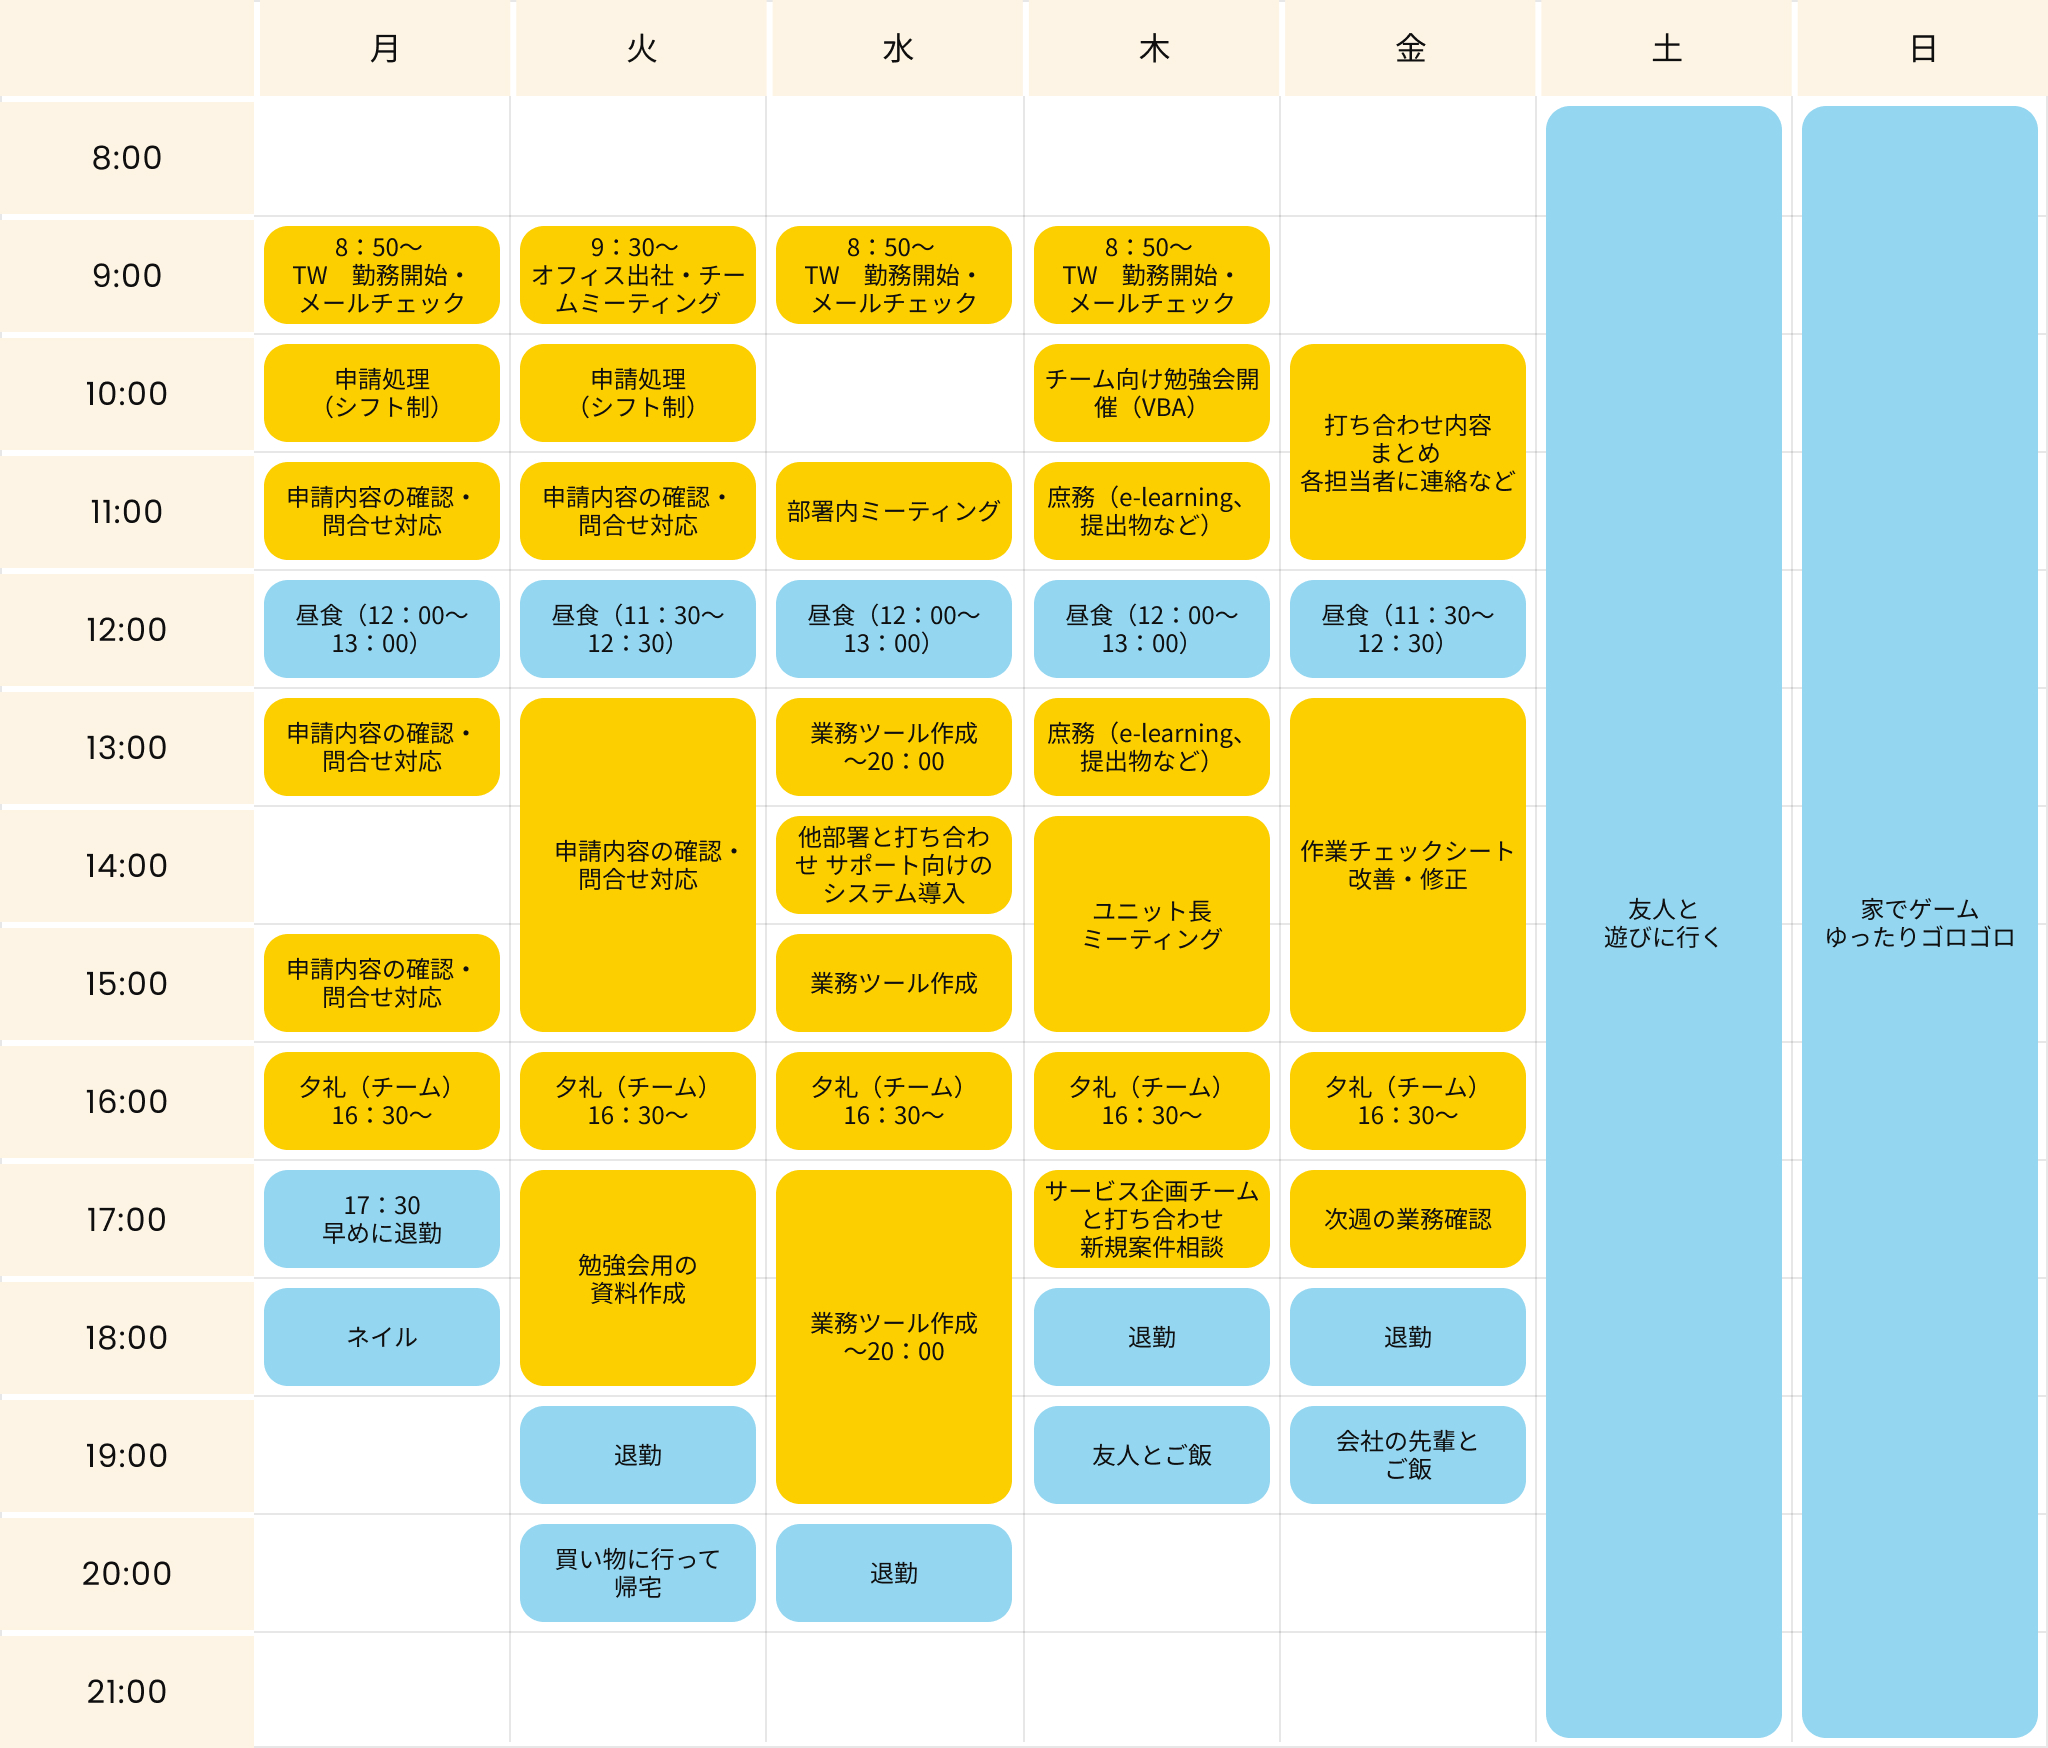 月 火 水 木 金 土 日
8:00
9:00
8：50～
TW　勤務開始・
メールチェック
9：30～
オフィス出社・チー
ムミーティング
8：50～
TW　勤務開始・
メールチェック
8：50～
TW　勤務開始・
メールチェック
10:00
申請処理
（シフト制）
申請処理
（シフト制）
チーム向け勉強会開
催（VBA）
打ち合わせ内容
まとめ
各担当者に連絡など
11:00
申請内容の確認・
問合せ対応
申請内容の確認・
問合せ対応
部署内ミーティング
庶務（e-learning、
提出物など）
12:00
昼食（12：00～
13：00）
昼食（11：30～
12：30）
昼食（12：00～
13：00）
昼食（12：00～
13：00）
昼食（11：30～
12：30）
13:00
申請内容の確認・
問合せ対応
申請内容の確認・
問合せ対応
業務ツール作成
～20：00
庶務（e-learning、
提出物など）
作業チェックシート
改善・修正
14:00
他部署と打ち合わ
せ サポート向けの
システム導入
ユニット長
ミーティング
友人と
遊びに行く
家でゲーム
ゆったりゴロゴロ
15:00
申請内容の確認・
問合せ対応
業務ツール作成
16:00
夕礼（チーム）
16：30～
夕礼（チーム）
16：30～
夕礼（チーム）
16：30～
夕礼（チーム）
16：30～
夕礼（チーム）
16：30～
17:00
17：30
早めに退勤
勉強会用の
資料作成
業務ツール作成
～20：00
サービス企画チーム
と打ち合わせ
新規案件相談
次週の業務確認
18:00
ネイル
退勤
退勤
19:00
退勤
友人とご飯
会社の先輩と
ご飯
20:00
買い物に行って
帰宅
退勤
21:00